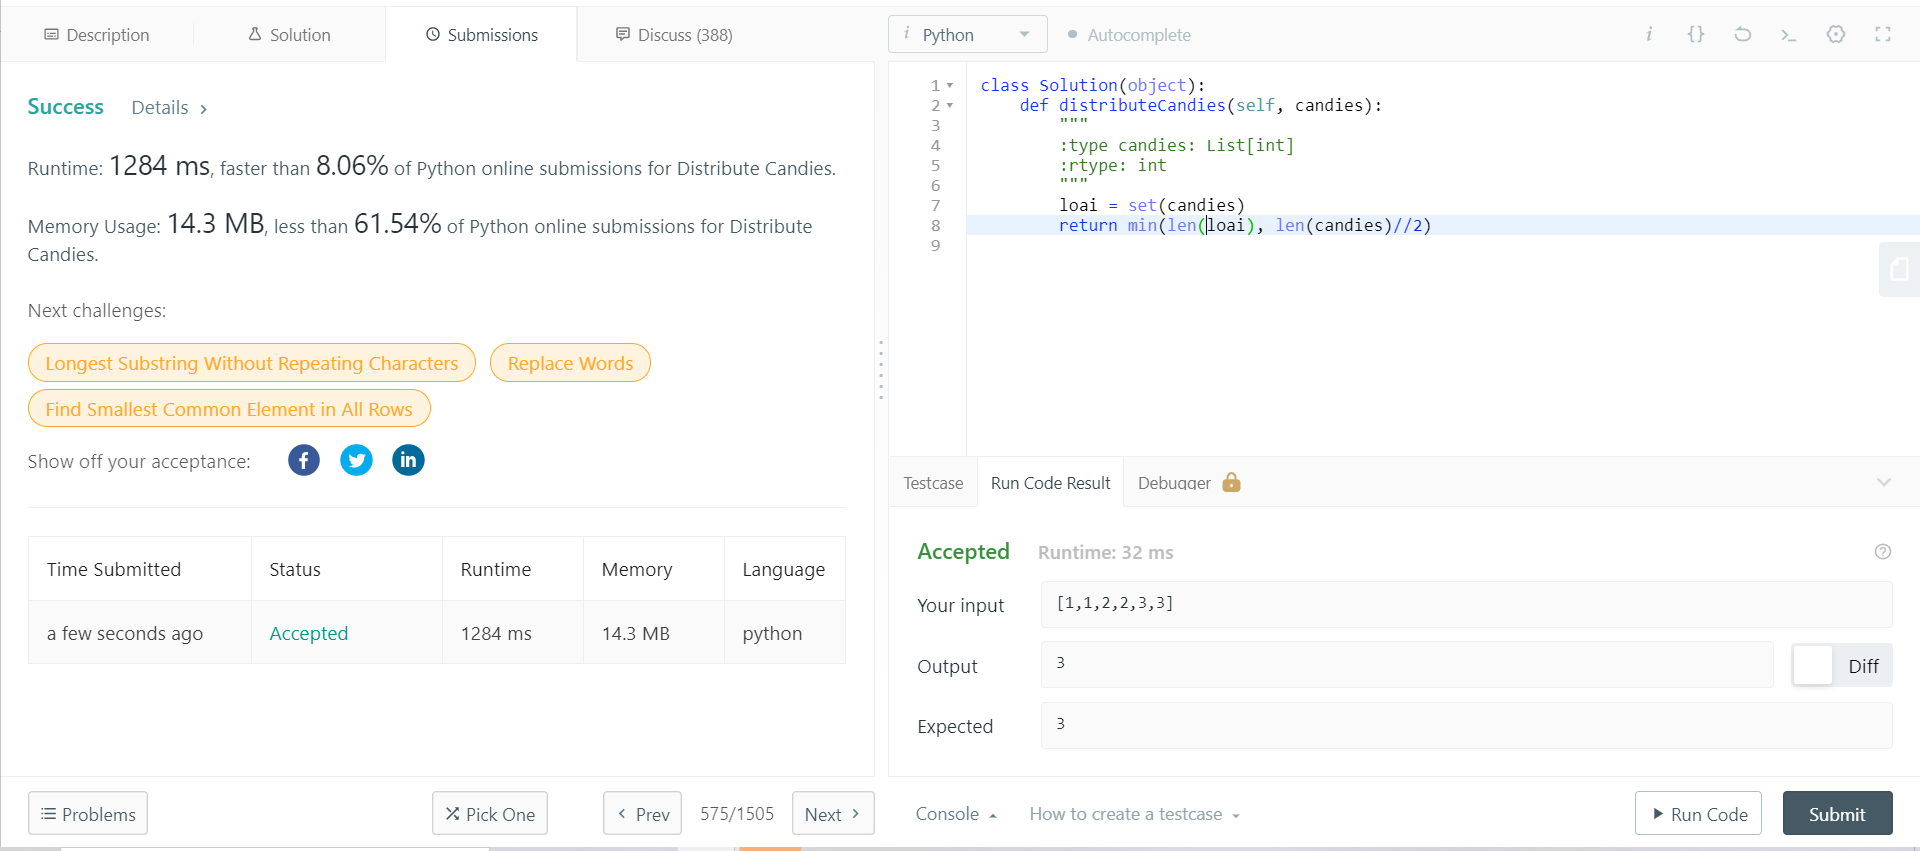 Description
Solution
Submissions
Discuss (388)
Success
Details
Runtime: 1284 ms, faster than 8.06% of Python online submissions for Distribute Candies.
Memory Usage: 14.3 MB, less than 61.54% of Python online submissions for Distribute
Candies.
Next challenges:
Longest Substring Without Repeating Characters
Replace Words
Find Smallest Common Element in All Rows
Show off your acceptance:
Time Submitted Status Runtime Memory Language
a few seconds ago Accepted 1284 ms 14.3 MB python
Problems
Pick One
Prev
575/1505
Next
i Python
Autocomplete
1 class Solution(object):
2     def distributeCandies(self, candies):
3         """
4         :type candies: List[int]
5         :rtype: int
6         """
7         loai = set(candies)
8         return min(len(loai), len(candies)//2)
9
Testcase
Run Code Result
Debugger
Accepted
Runtime: 32 ms
Your input
[1,1,2,2,3,3]
Output
3
Diff
Expected
3
Console
How to create a testcase
Run Code
Submit